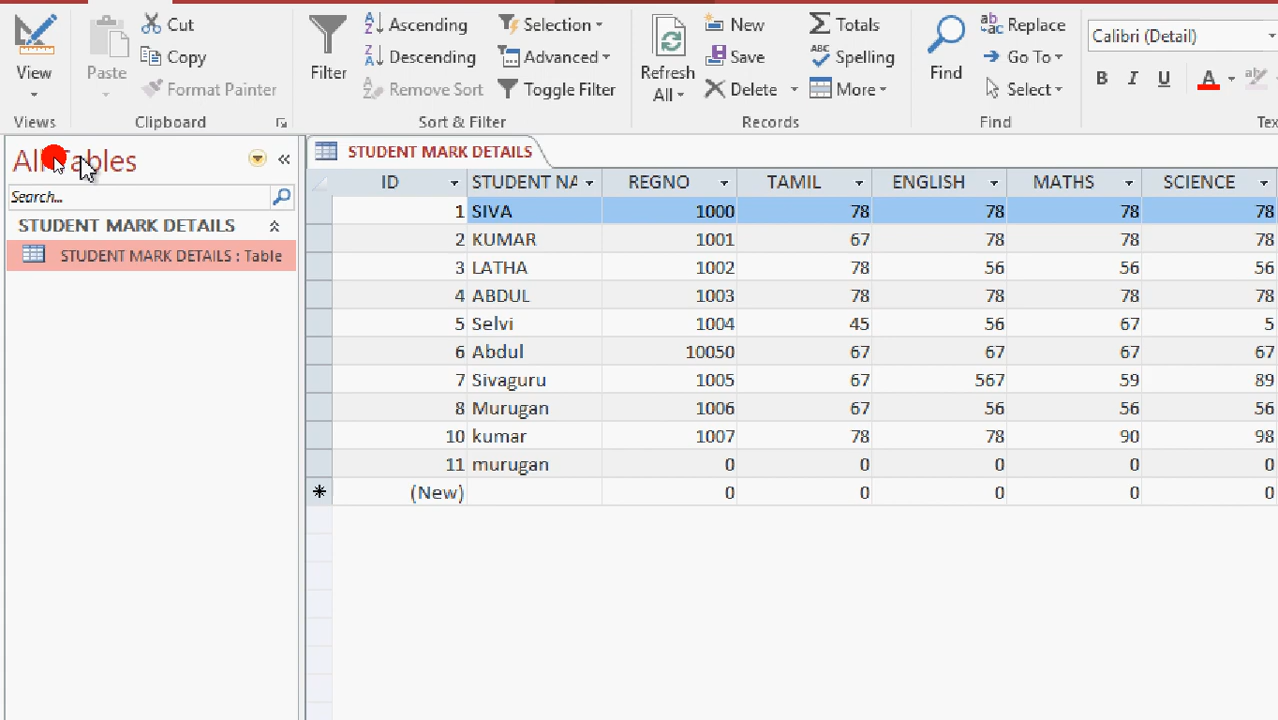 View
Views
Paste
Cut
Copy
Format Painter
Clipboard
Filter
Ascending
Descending
Remove Sort
Selection
Advanced
Toggle Filter
Sort & Filter
Refresh
All
New
Save
Delete
Totals
Spelling
More
Records
Find
Replace
Go To
Select
Find
Calibri (Detail)
B I U A
All Tables
Search...
STUDENT MARK DETAILS
STUDENT MARK DETAILS : Table
STUDENT MARK DETAILS
ID STUDENT NA REGNO TAMIL ENGLISH MATHS SCIENCE
1 SIVA 1000 78 78 78 78
2 KUMAR 1001 67 78 78 78
3 LATHA 1002 78 56 56 56
4 ABDUL 1003 78 78 78 78
5 Selvi 1004 45 56 67 5
6 Abdul 10050 67 67 67 67
7 Sivaguru 1005 67 567 59 89
8 Murugan 1006 67 56 56 56
10 kumar 1007 78 78 90 98
11 murugan 0 0 0 0 0
(New) 0 0 0 0 0